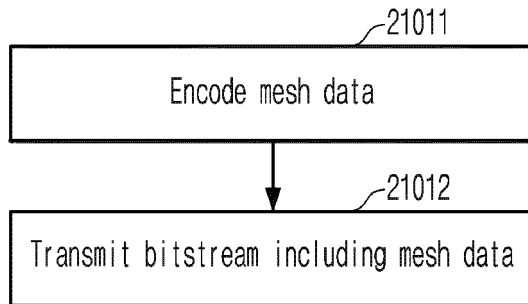 21011
Encode mesh data
21012
Transmit bitstream including mesh data